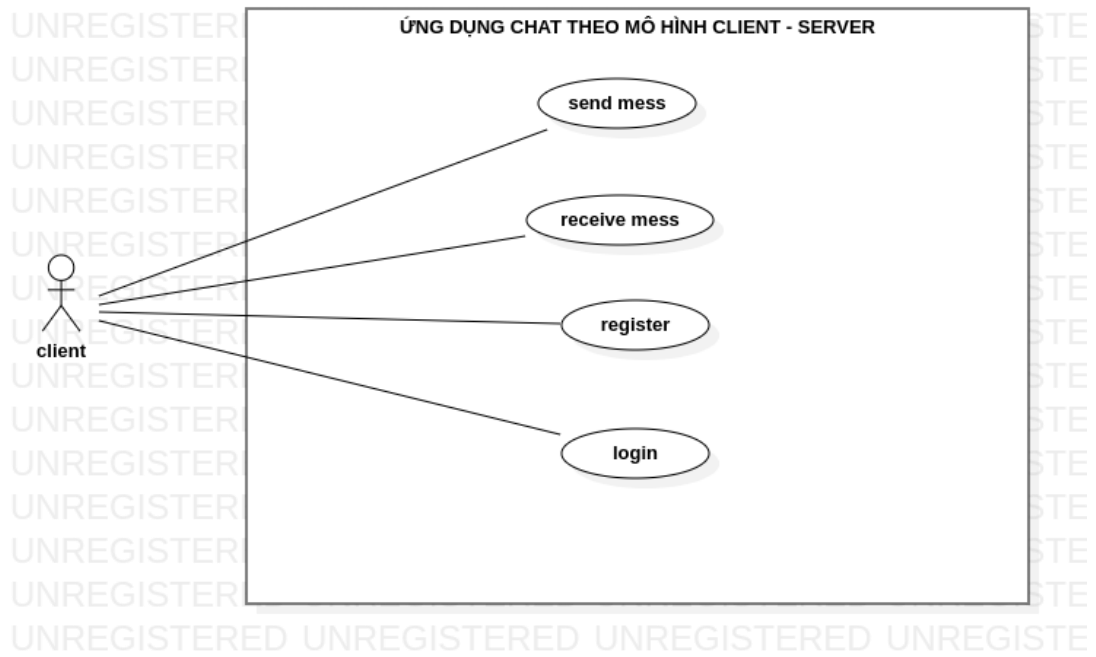 ỨNG DỤNG CHAT THEO MÔ HÌNH CLIENT - SERVER
send mess
receive mess
register
login
client
UNREGISTERED UNREGISTERED UNREGISTERED UNREGISTE